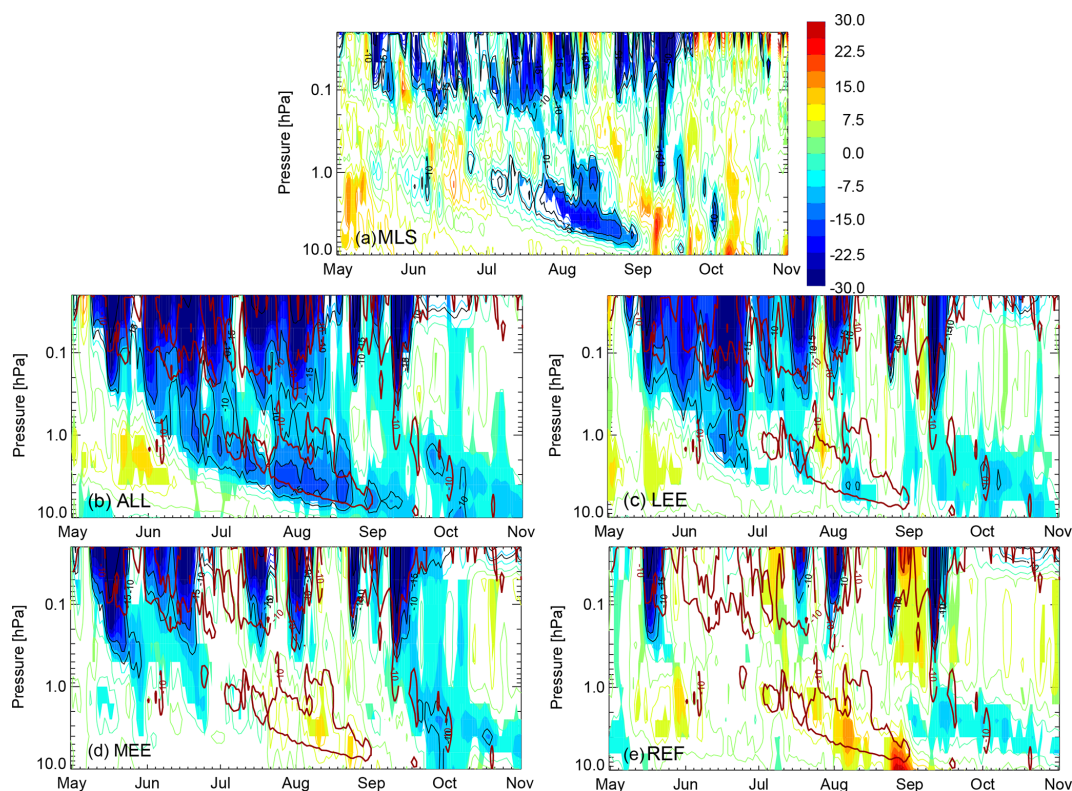 30.0
22.5
15.0
7.5
0.0
-7.5
-15.0
-22.5
-30.0
Pressure [hPa]
0.1
1.0
10.0
(a) MLS
May Jun Jul Aug Sep Oct Nov
Pressure [hPa]
0.1
1.0
10.0
(b) ALL
May Jun Jul Aug Sep Oct Nov
Pressure [hPa]
0.1
1.0
10.0
(c) LEE
May Jun Jul Aug Sep Oct Nov
Pressure [hPa]
0.1
1.0
10.0
(d) MEE
May Jun Jul Aug Sep Oct Nov
Pressure [hPa]
0.1
1.0
10.0
(e) REF
May Jun Jul Aug Sep Oct Nov